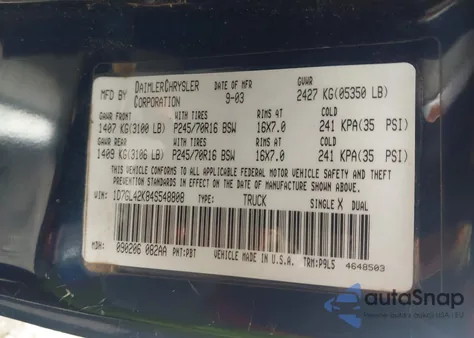 MFD BY DAIMLERCHRYSLER CORPORATION DATE OF MFR 9-03 GVWR 2427 KG(05350 LB)
GAWR FRONT WITH TIRES RIMS AT COLD
1407 KG(3100 LB) P245/70R16 BSW 16X7.0 241 KPA(35 PSI)
GAWR REAR WITH TIRES RIMS AT COLD
1409 KG(3106 LB) P245/70R16 BSW 16X7.0 241 KPA(35 PSI)
THIS VEHICLE CONFORMS TO ALL APPLICABLE FEDERAL MOTOR VEHICLE SAFETY AND THEFT
PREVENTION STANDARDS IN EFFECT ON THE DATE OF MANUFACTURE SHOWN ABOVE.
VIN: 1D7GL42K84S548808 TYPE: TRUCK SINGLE X DUAL
MDH: 090206 082AA PNT:PBT VEHICLE MADE IN U.S.A. TRM:P9L5 4648503
autoSnap